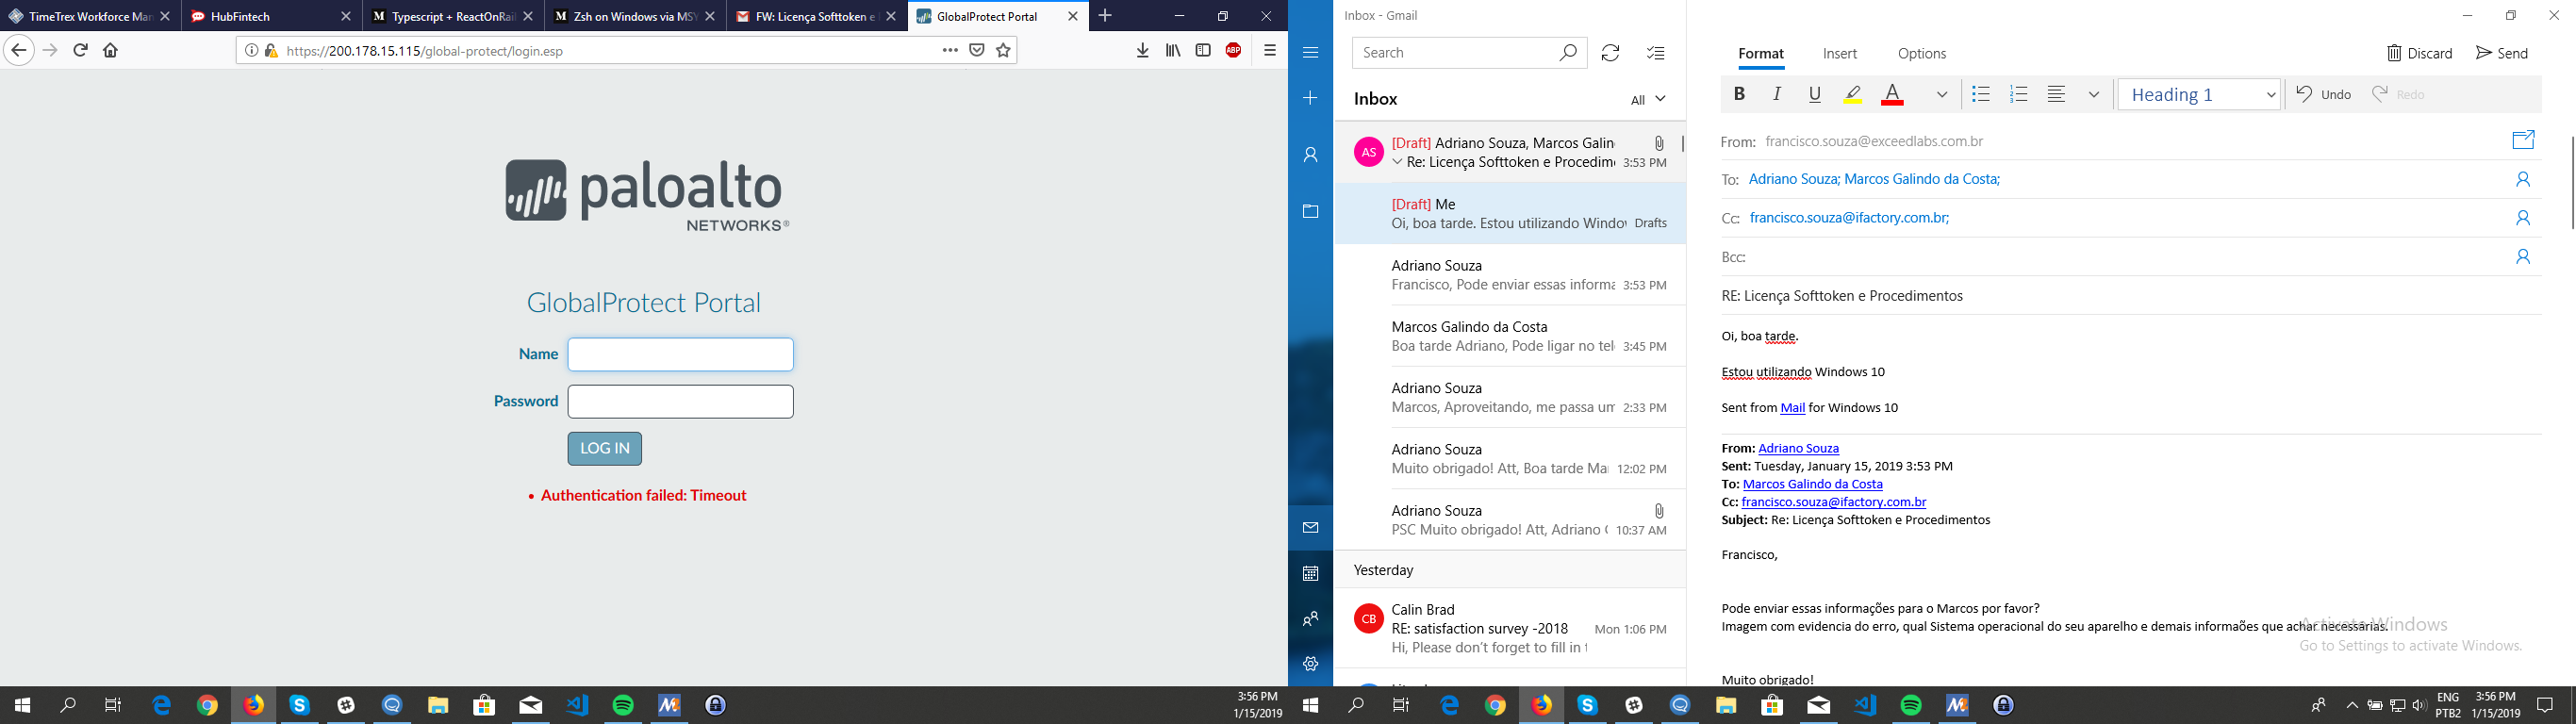 TimeTrex Workforce Man
HubFintech
Typescript + ReactOnRail
Zsh on Windows via MSY
FW: Licença Softtoken e P
GlobalProtect Portal
https://200.178.15.115/global-protect/login.esp
ABP
paloalto
NETWORKS®
GlobalProtect Portal
Name
Password
LOG IN
• Authentication failed: Timeout
3:56 PM
1/15/2019
Inbox - Gmail
Search
Inbox
All
AS
[Draft] Adriano Souza, Marcos Galin
Re: Licença Softtoken e Procedim
3:53 PM
[Draft] Me
Oi, boa tarde. Estou utilizando Windo
Drafts
Adriano Souza
Francisco, Pode enviar essas informa
3:53 PM
Marcos Galindo da Costa
Boa tarde Adriano, Pode ligar no tel
3:45 PM
Adriano Souza
Marcos, Aproveitando, me passa um
2:33 PM
Adriano Souza
Muito obrigado! Att, Boa tarde Ma
12:02 PM
Adriano Souza
PSC Muito obrigado! Att, Adriano
10:37 AM
Yesterday
CB
Calin Brad
RE: satisfaction survey -2018
Mon 1:06 PM
Hi, Please don't forget to fill in t
Format
Insert
Options
Discard
Send
B
I
U
A
Heading 1
Undo
Redo
From: francisco.souza@exceedlabs.com.br
To: Adriano Souza; Marcos Galindo da Costa;
Cc: francisco.souza@ifactory.com.br;
Bcc:
RE: Licença Softtoken e Procedimentos
Oi, boa tarde.
Estou utilizando Windows 10
Sent from Mail for Windows 10
From: Adriano Souza
Sent: Tuesday, January 15, 2019 3:53 PM
To: Marcos Galindo da Costa
Cc: francisco.souza@ifactory.com.br
Subject: Re: Licença Softtoken e Procedimentos
Francisco,
Pode enviar essas informações para o Marcos por favor?
Imagem com evidencia do erro, qual Sistema operacional do seu aparelho e demais informaões que achar necessárias.
Activate Windows
Go to Settings to activate Windows.
Muito obrigado!
ENG
PTB2
3:56 PM
1/15/2019